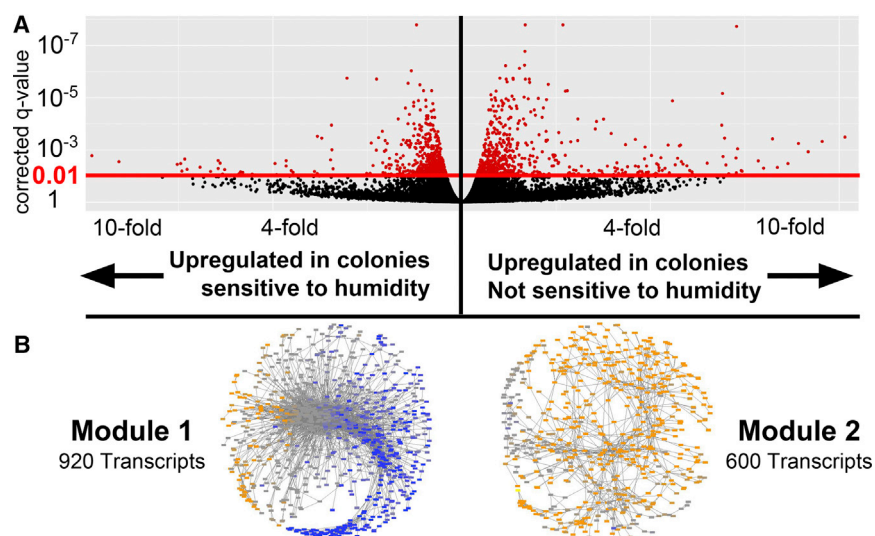 A
corrected q-value
10-7
10-5
10-3
0.01
1
10-fold 4-fold 4-fold 10-fold
Upregulated in colonies
sensitive to humidity
Upregulated in colonies
Not sensitive to humidity
B
Module 1
920 Transcripts
Module 2
600 Transcripts